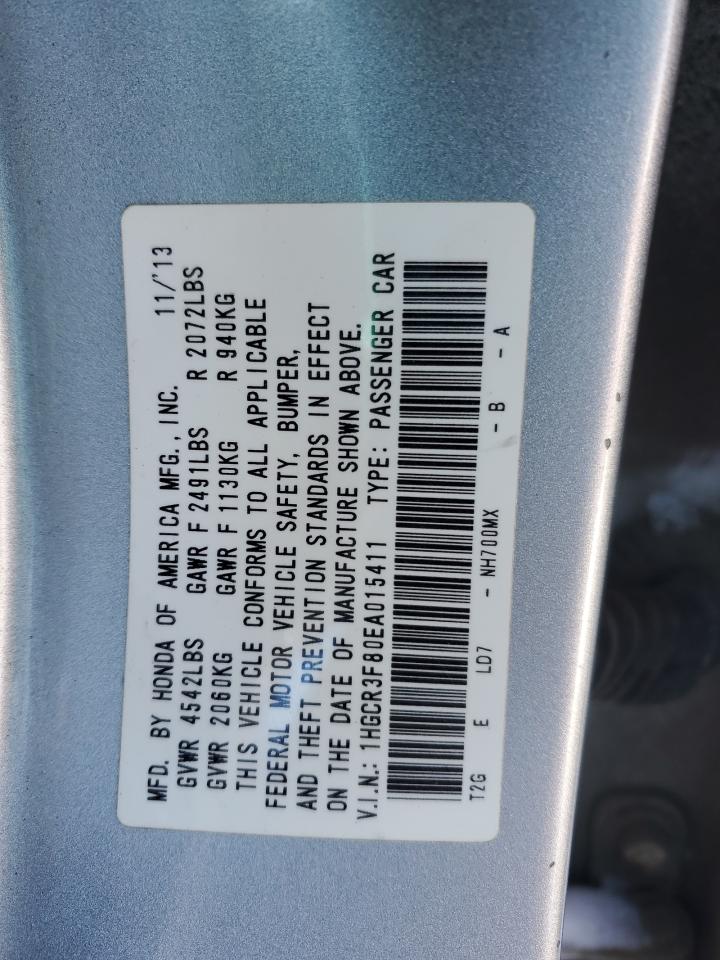 MFD. BY HONDA OF AMERICA MFG., INC. 11/'13
GVWR 4542LBS GAWR F 2491LBS R 2072LBS
GVWR 2060KG GAWR F 1130KG R 940KG
THIS VEHICLE CONFORMS TO ALL APPLICABLE
FEDERAL MOTOR VEHICLE SAFETY, BUMPER,
AND THEFT PREVENTION STANDARDS IN EFFECT
ON THE DATE OF MANUFACTURE SHOWN ABOVE.
V.I.N.: 1HGCR3F80EA015411 TYPE: PASSENGER CAR
T2G E LD7 - NH700MX - B - A